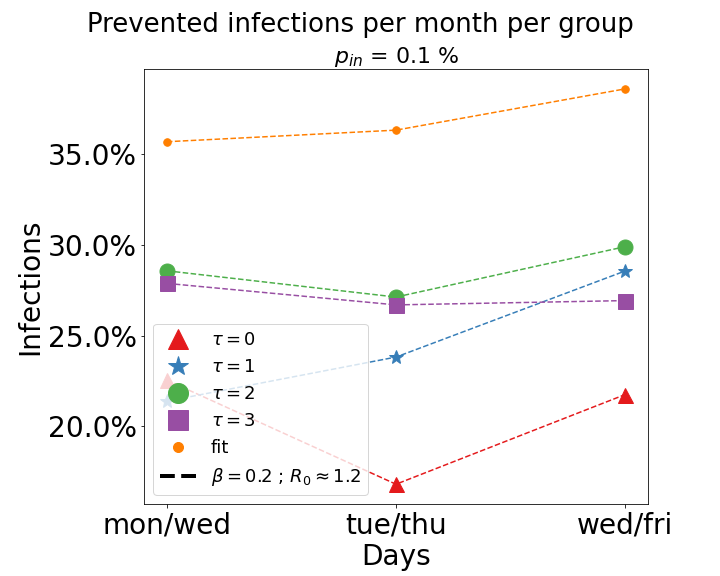 Prevented infections per month per group
p_in = 0.1 %
Infections
35.0%
30.0%
25.0%
20.0%
τ = 0
τ = 1
τ = 2
τ = 3
fit
β = 0.2 ; R₀ ≈ 1.2
mon/wed tue/thu wed/fri
Days